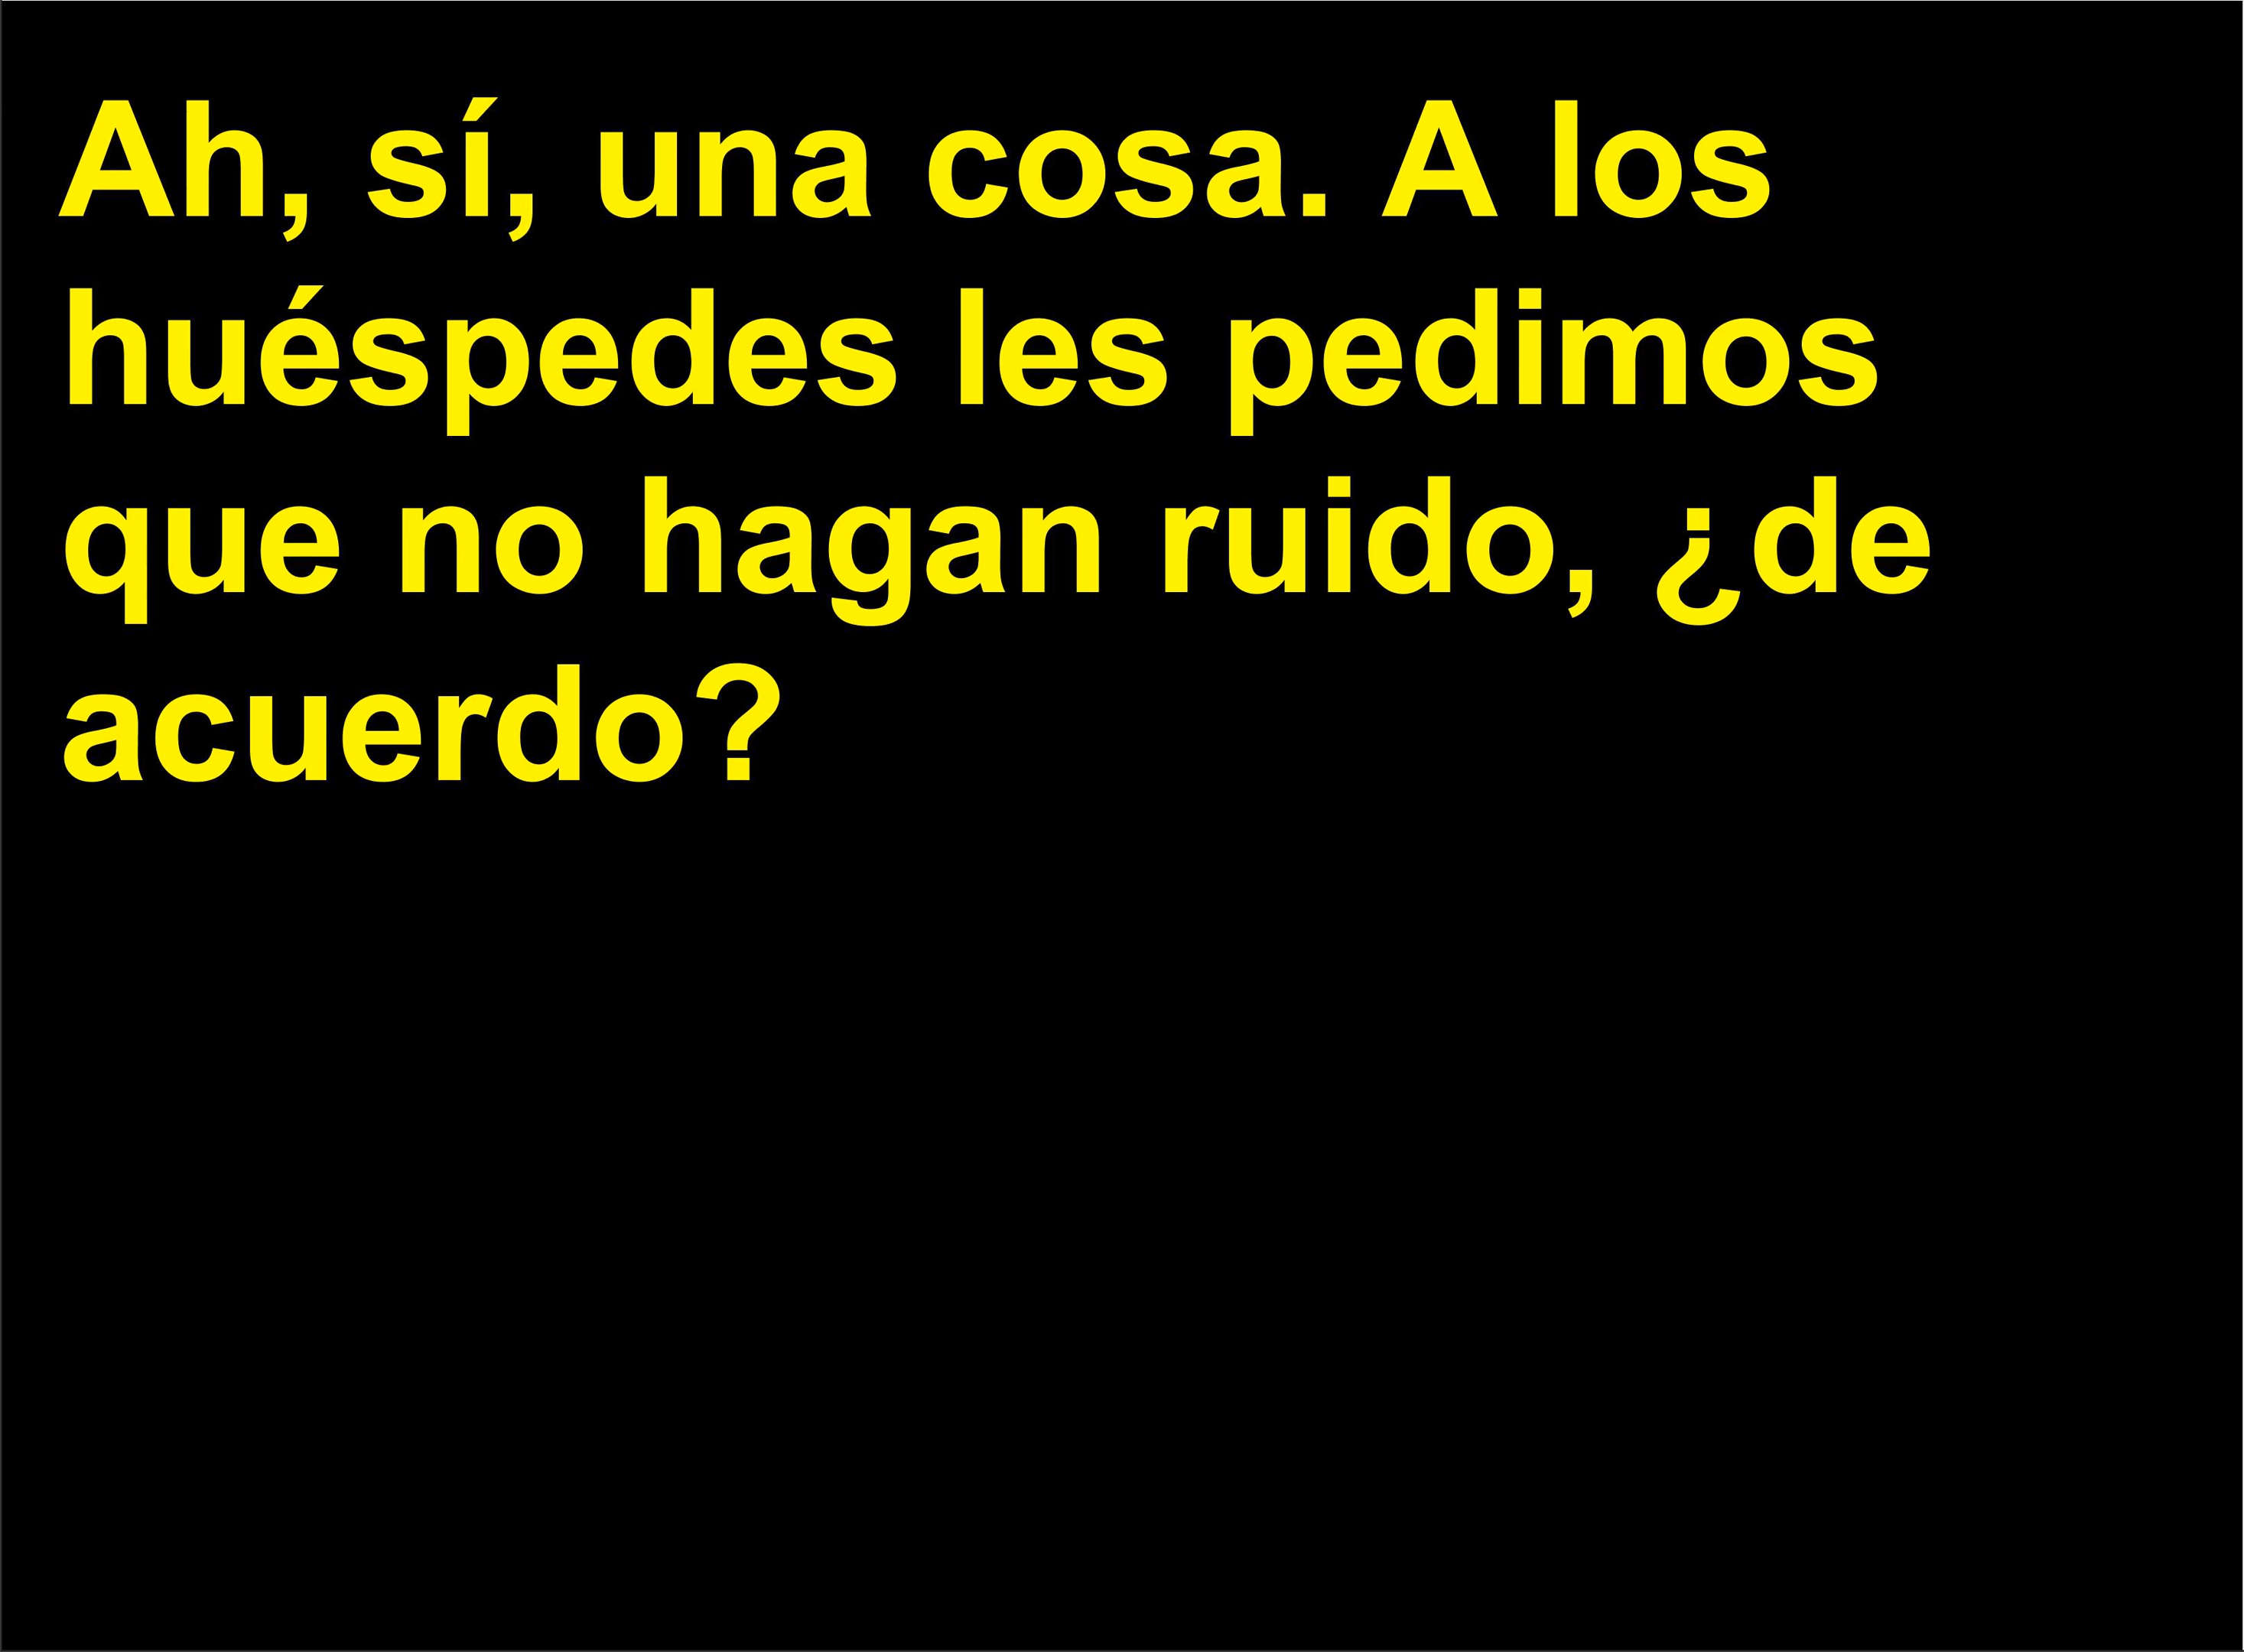 Ah, sí, una cosa. A los
huéspedes les pedimos
que no hagan ruido, ¿de
acuerdo?